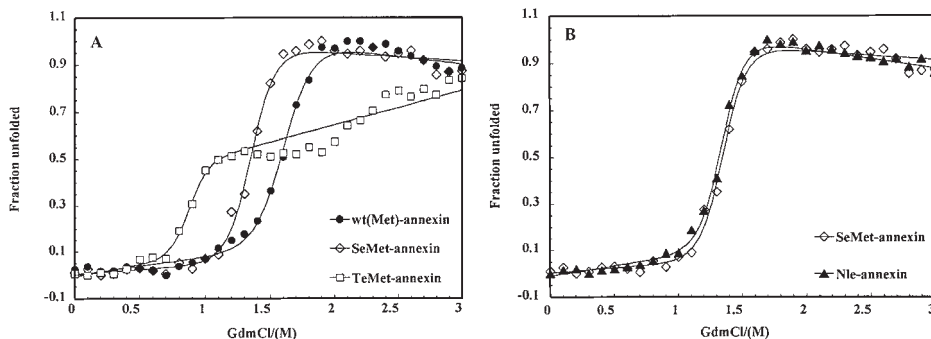 A
Fraction unfolded
1.1
0.9
0.7
0.5
0.3
0.1
-0.1
0
0.5
1
1.5
2
2.5
3
GdmCl/(M)
wt(Met)-annexin
SeMet-annexin
TeMet-annexin
B
Fraction unfolded
1.1
0.9
0.7
0.5
0.3
0.1
-0.1
0
0.5
1
1.5
2
2.5
3
GdmCl/(M)
SeMet-annexin
Nle-annexin